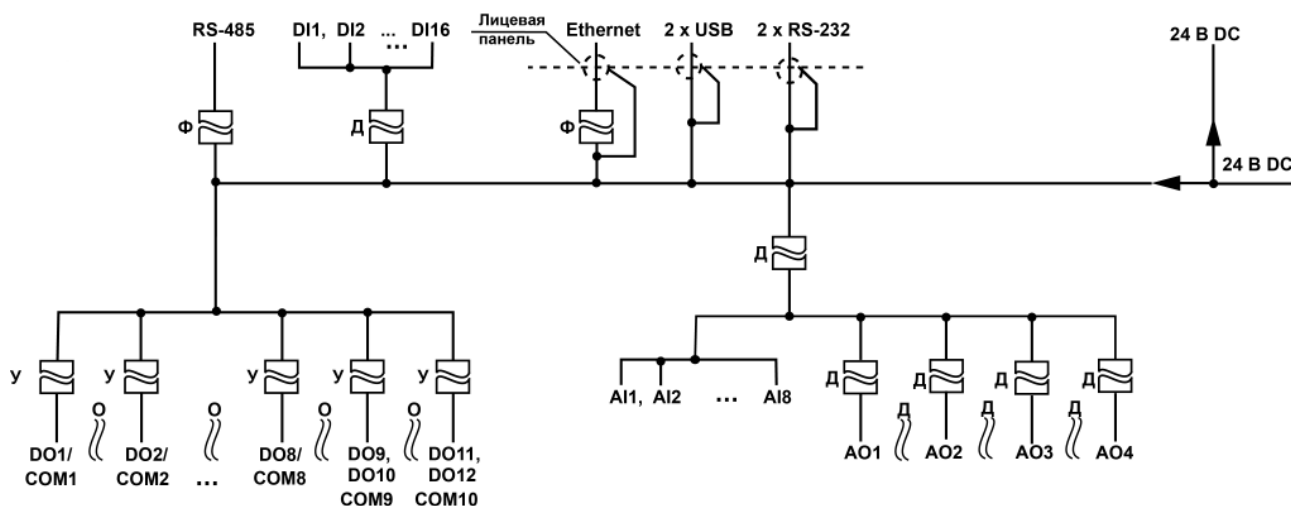 RS-485
DI1, DI2 ... DI16
...
Лицевая
панель
Ethernet
2 x USB
2 x RS-232
24 В DC
Ф
Д
Ф
24 В DC
Д
У
У
У
У
У
Д
Д
Д
Д
О
О
О
О
Д
Д
Д
AI1, AI2 ... AI8
DO1/
COM1
DO2/
COM2
...
DO8/
COM8
DO9,
DO10
COM9
DO11,
DO12
COM10
AO1
AO2
AO3
AO4